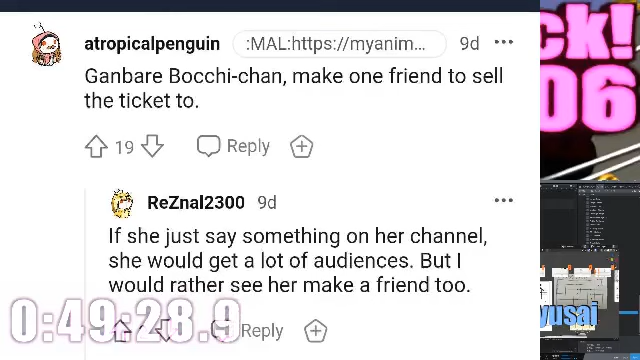 atropicalpenguin :MAL:https://myanim... 9d ...
Ganbare Bocchi-chan, make one friend to sell
the ticket to.
19 Reply
ReZnal2300 9d ...
If she just say something on her channel,
she would get a lot of audiences. But I
would rather see her make a friend too.
Reply
0:49:28.9
ck!
06
yusai